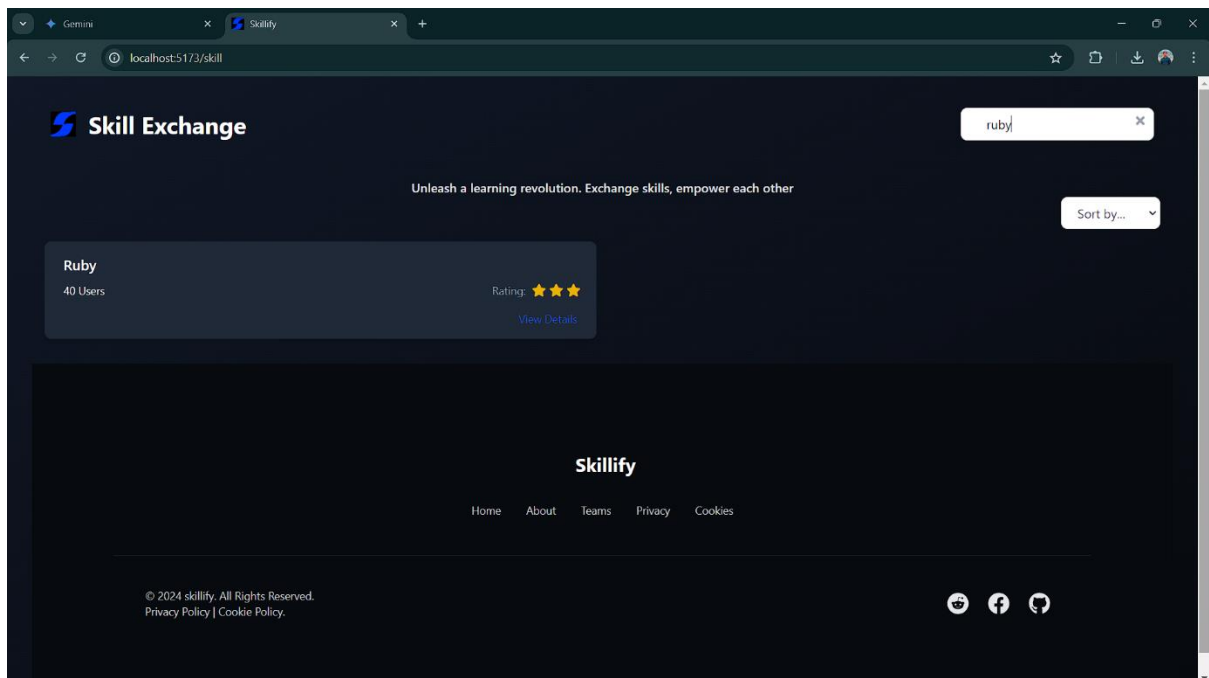 Gemini
Skillify
localhost:5173/skill
Skill Exchange
ruby
Unleash a learning revolution. Exchange skills, empower each other
Sort by...
Ruby
40 Users
Rating:
View Details
Skillify
Home About Teams Privacy Cookies
© 2024 skillify. All Rights Reserved.
Privacy Policy | Cookie Policy.